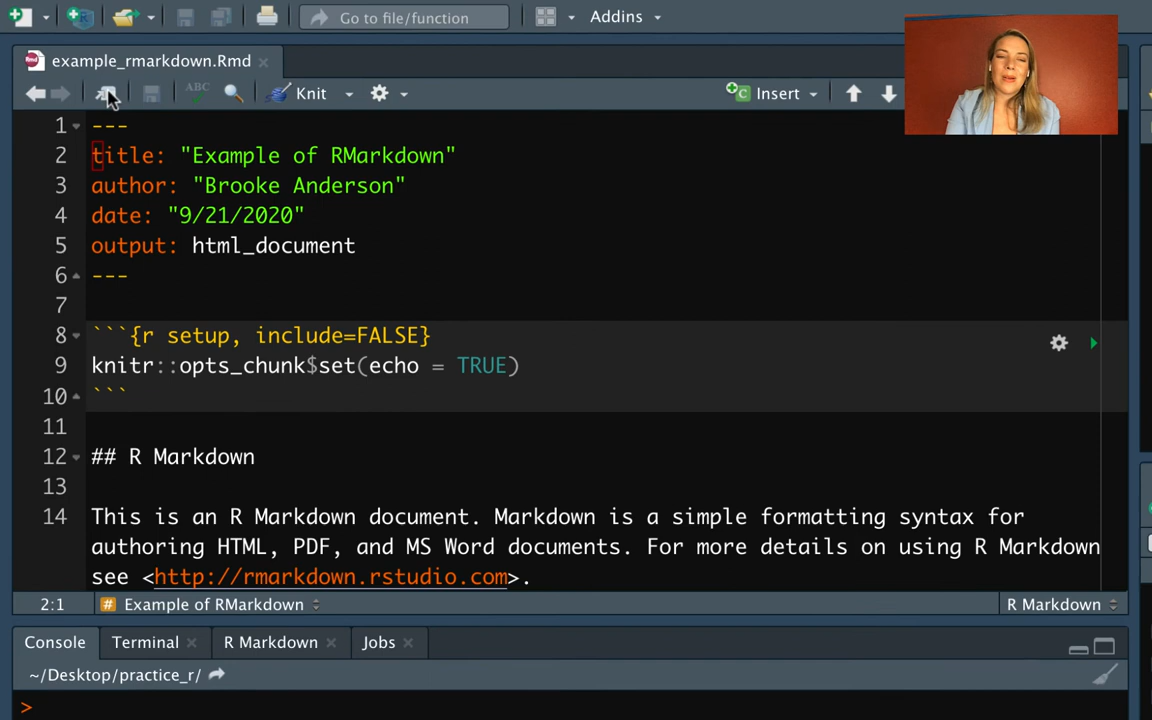 Go to file/function
Addins
example_rmarkdown.Rmd
ABC
Knit
Insert
1 ---
2 title: "Example of RMarkdown"
3 author: "Brooke Anderson"
4 date: "9/21/2020"
5 output: html_document
6 ---
7
8 ```{r setup, include=FALSE}
9 knitr::opts_chunk$set(echo = TRUE)
10 ```
11
12 ## R Markdown
13
14 This is an R Markdown document. Markdown is a simple formatting syntax for
authoring HTML, PDF, and MS Word documents. For more details on using R Markdown
see <http://rmarkdown.rstudio.com>.
2:1 # Example of RMarkdown R Markdown
Console Terminal R Markdown Jobs
~/Desktop/practice_r/
>